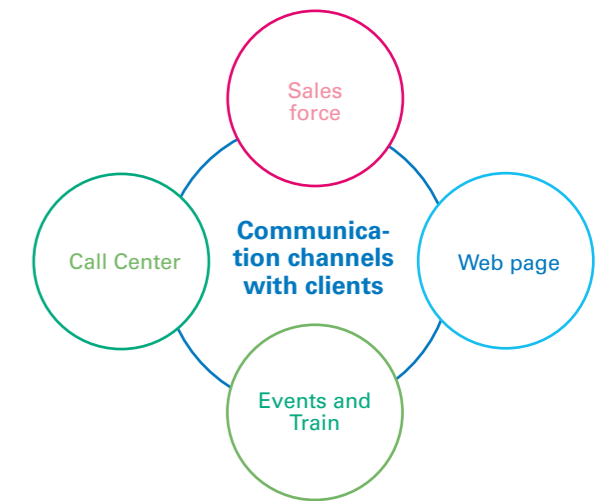 Sales
force
Communica-
tion channels
with clients
Call Center
Web page
Events and
Train